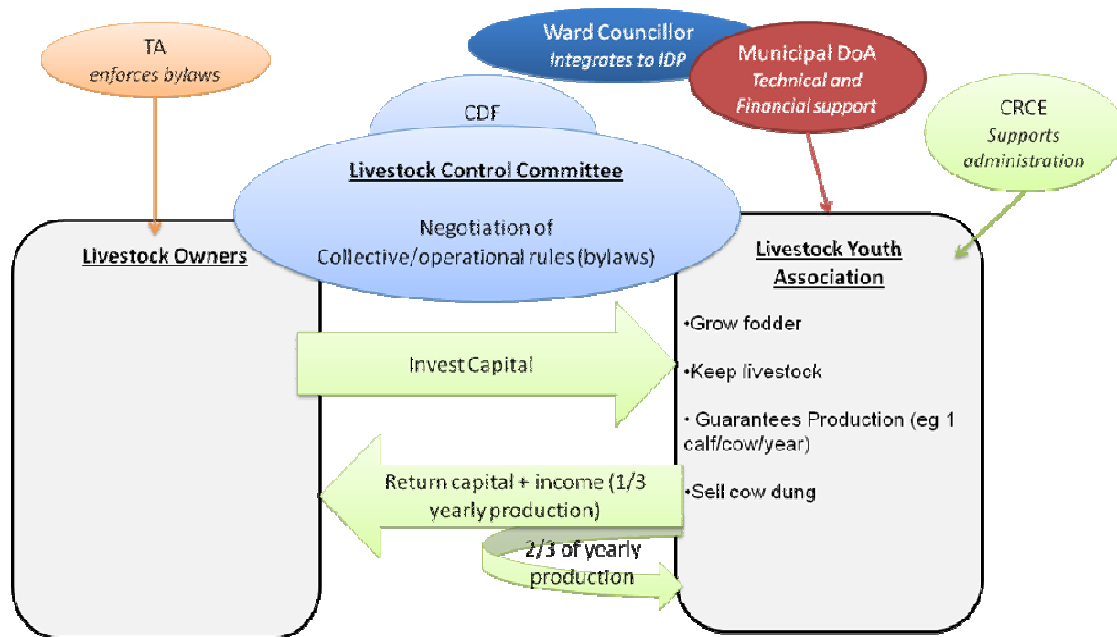 TA
enforces bylaws
Ward Councillor
Integrates to IDP
Municipal DoA
Technical and
Financial support
CRCE
Supports
administration
CDF
Livestock Control Committee
Negotiation of
Collective/operational rules (bylaws)
Livestock Owners
Livestock Youth
Association
•Grow fodder
•Keep livestock
• Guarantees Production (eg 1
calf/cow/year)
•Sell cow dung
Invest Capital
Return capital + income (1/3
yearly production)
2/3 of yearly
production